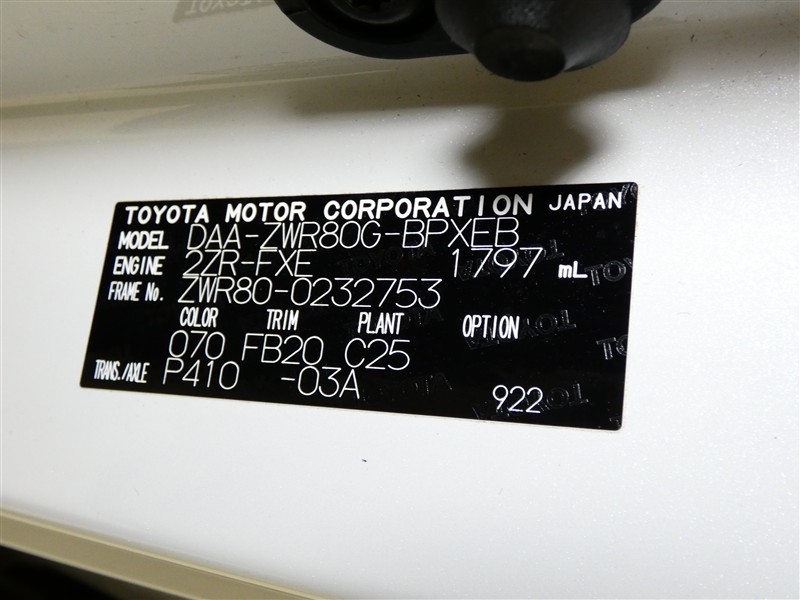 TOYOTA MOTOR CORPORATION JAPAN
MODEL DAA-ZWR80G-BPXEB
ENGINE 2ZR-FXE 1797 mL
FRAME No. ZWR80-0232753
COLOR TRIM PLANT OPTION
070 FB20 C25
TRANS./AXLE P410 -03A 922